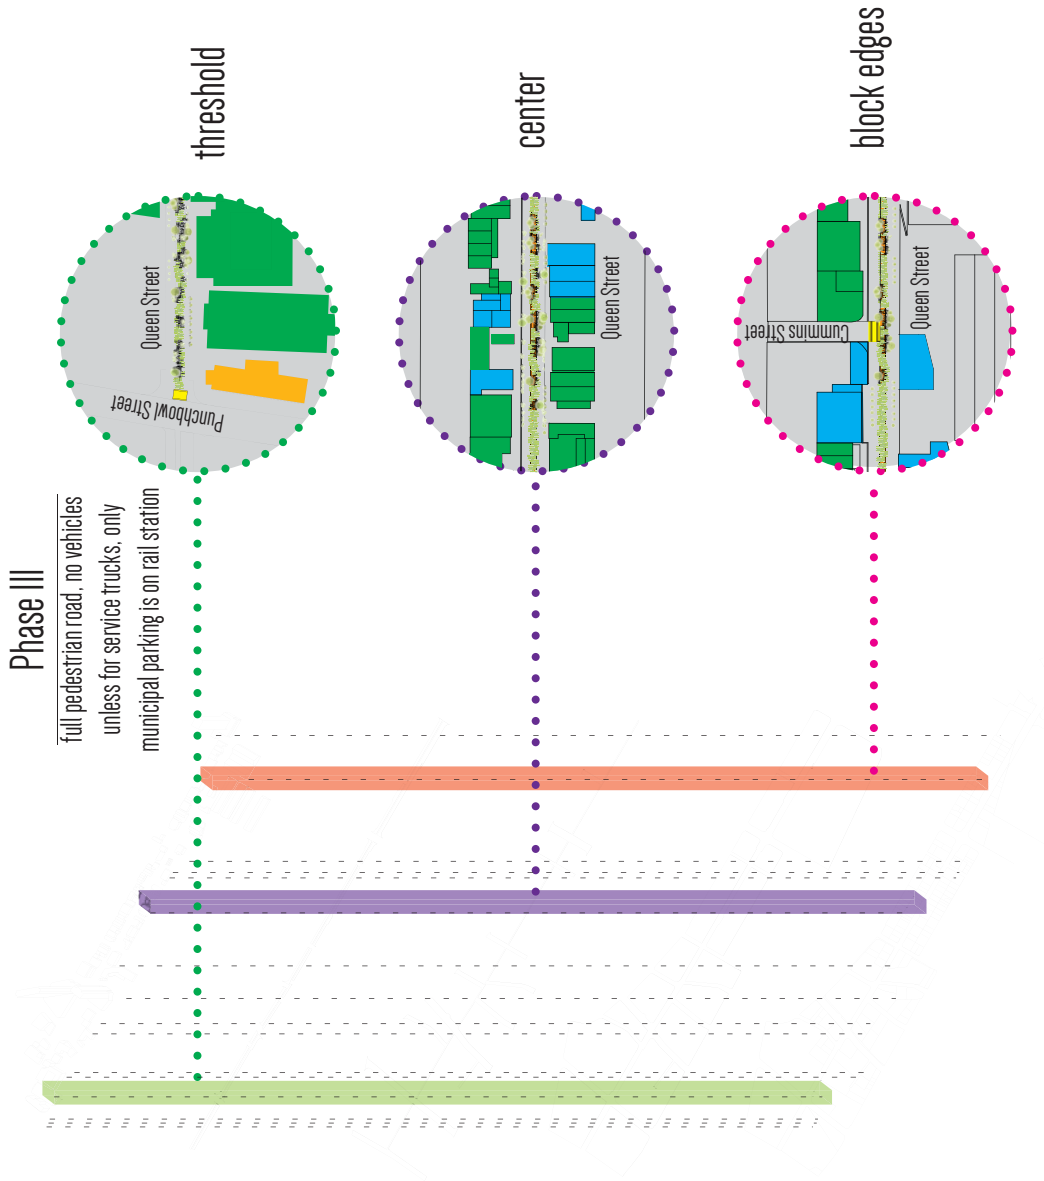 Phase III
full pedestrian road, no vehicles
unless for service trucks, only
municipal parking is on rail station
threshold
Queen Street
Punchbowl Street
center
Queen Street
block edges
Queen Street
Cummins Street